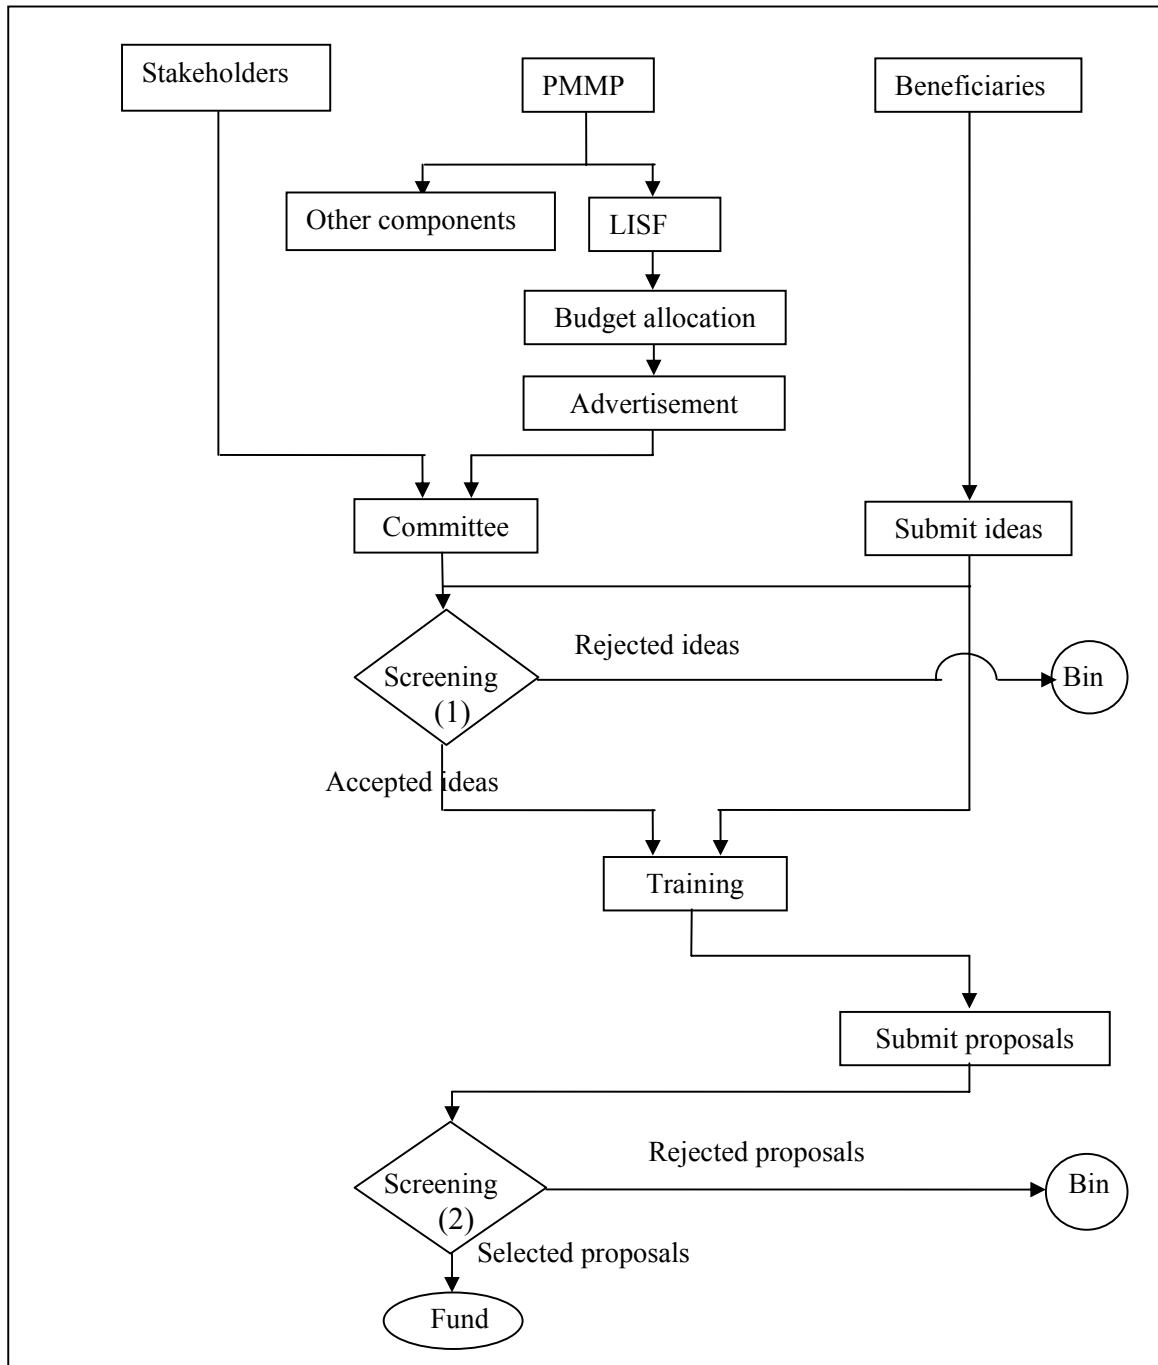 Stakeholders
PMMP
Beneficiaries
Other components
LISF
Budget allocation
Advertisement
Committee
Submit ideas
Rejected ideas
Screening
(1)
Bin
Accepted ideas
Training
Submit proposals
Rejected proposals
Screening
(2)
Bin
Selected proposals
Fund